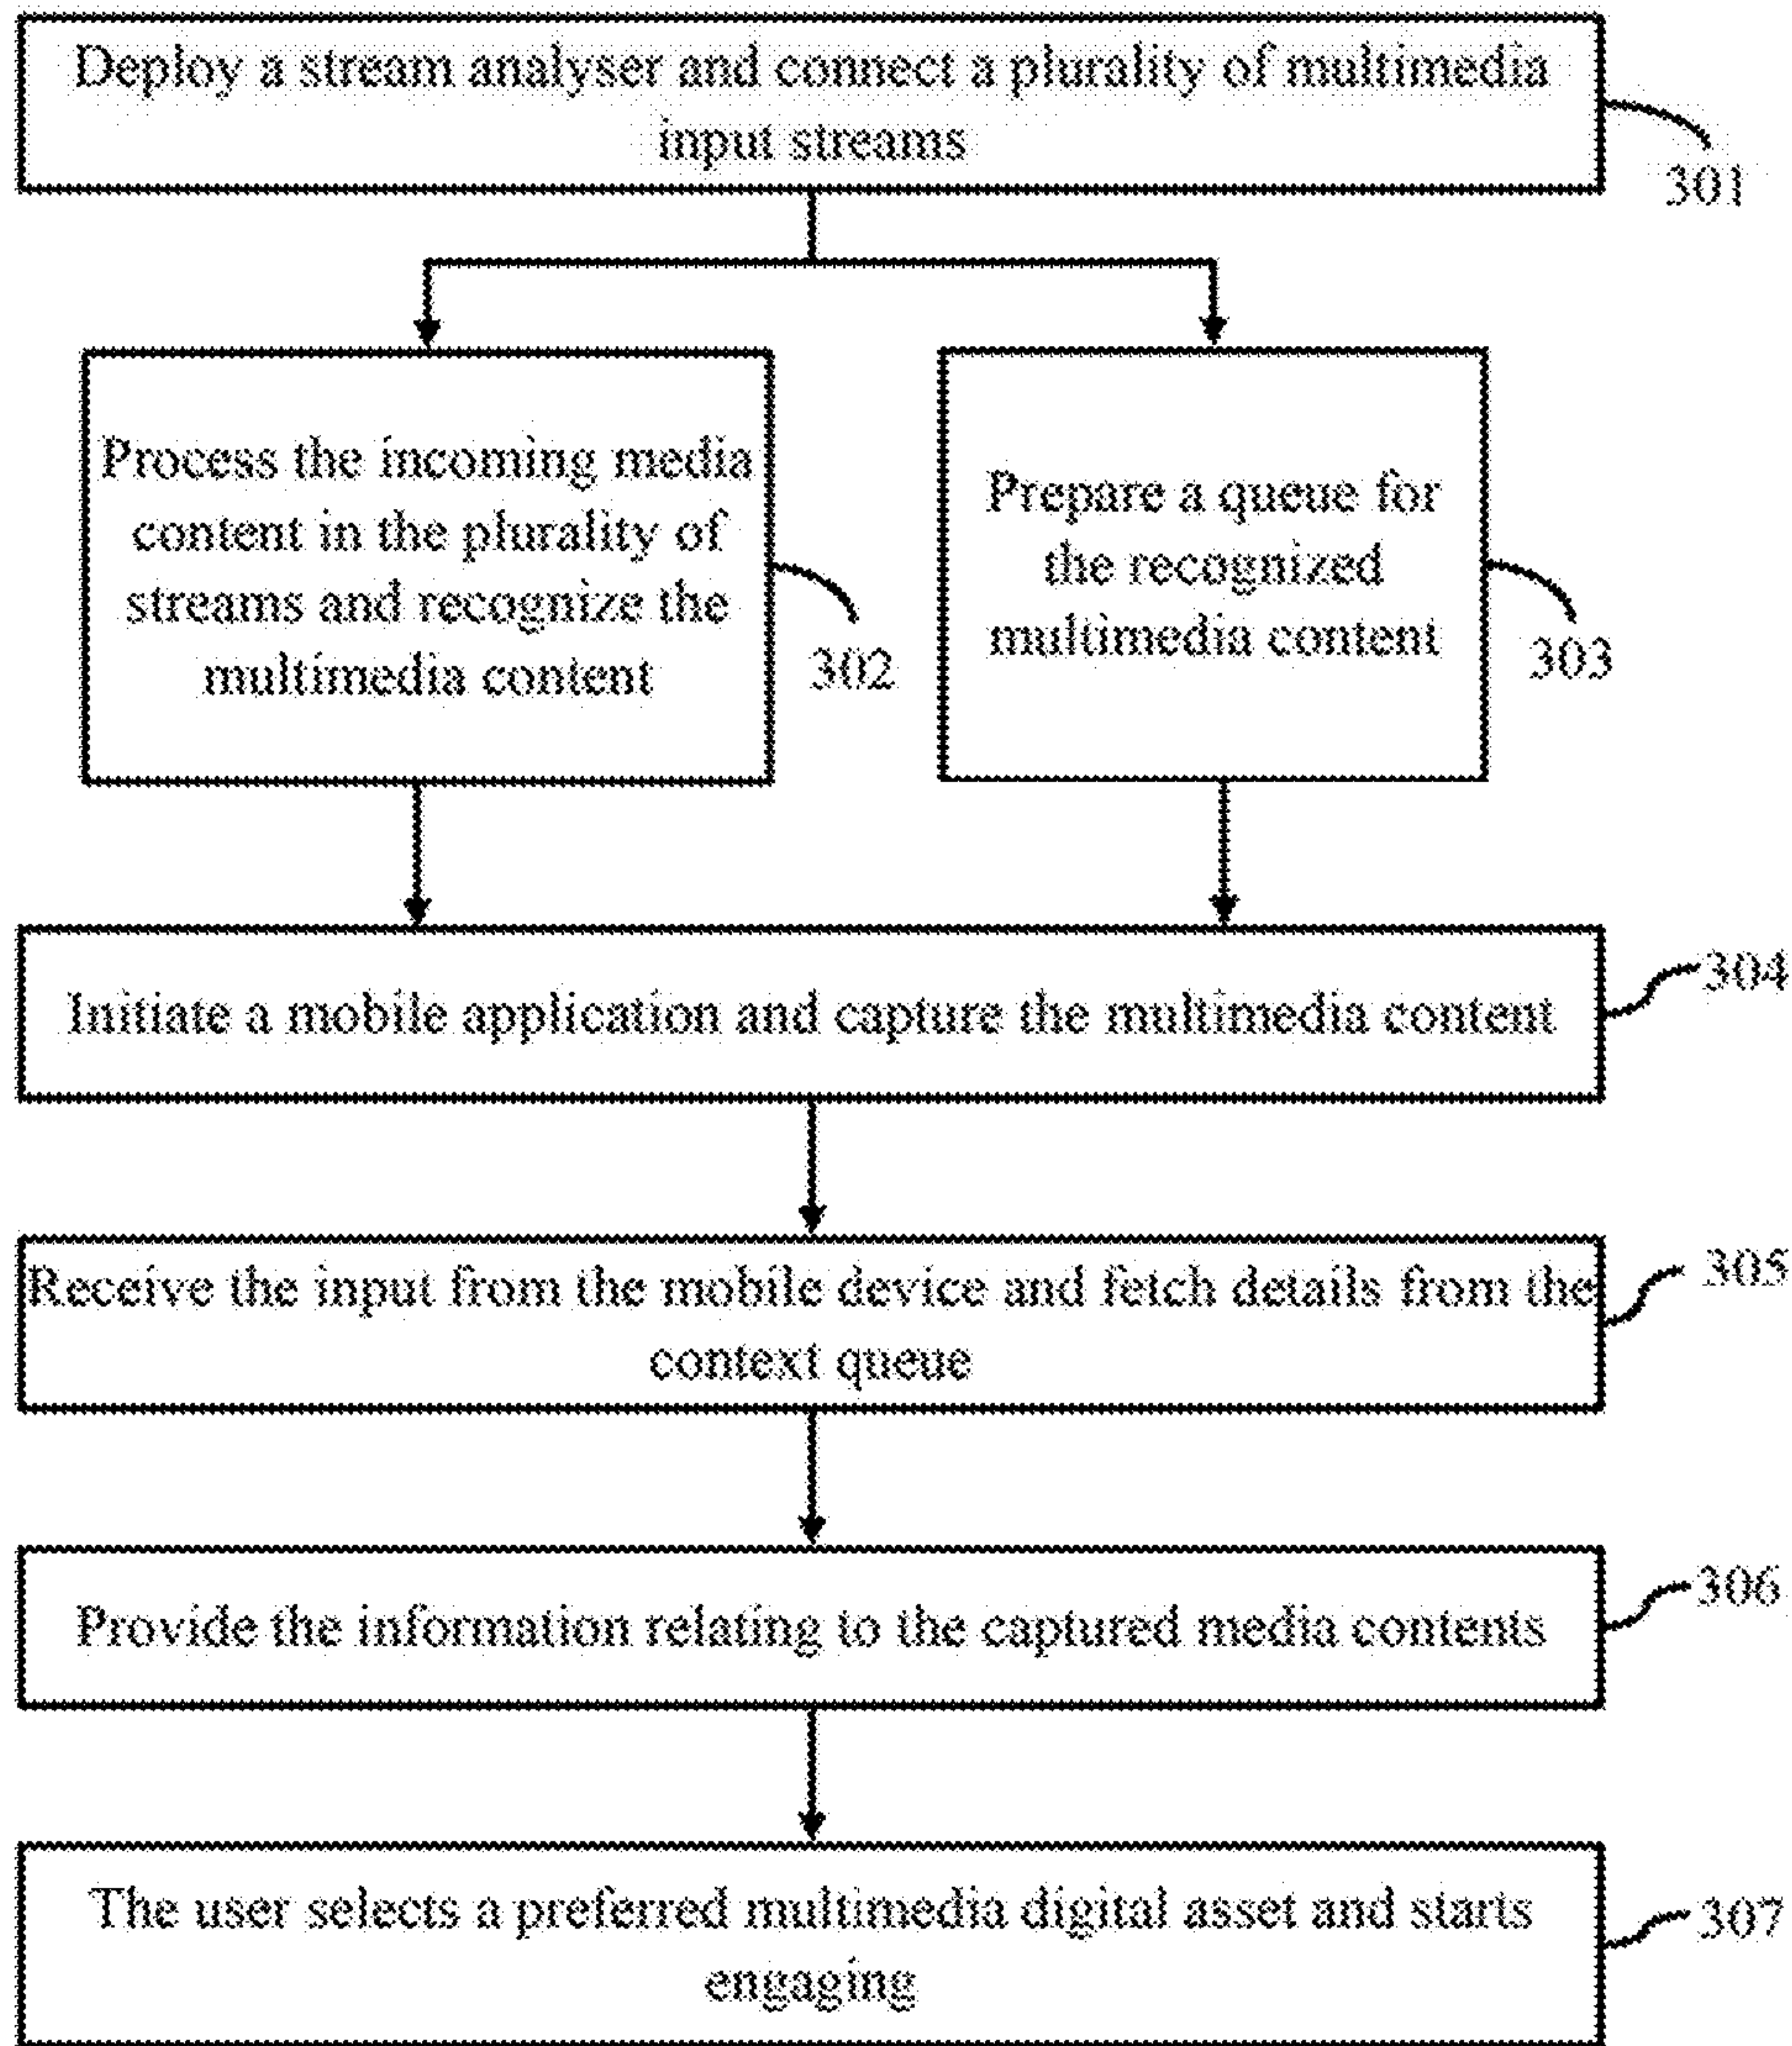 Deploy a stream analyser and connect a plurality of multimedia
input streams
301
Process the incoming media
content in the plurality of
streams and recognize the
multimedia content
302
Prepare a queue for
the recognized
multimedia content
303
Initiate a mobile application and capture the multimedia content
304
Receive the input from the mobile device and fetch details from the
context queue
305
Provide the information relating to the captured media contents
306
The user selects a preferred multimedia digital asset and starts
engaging
307